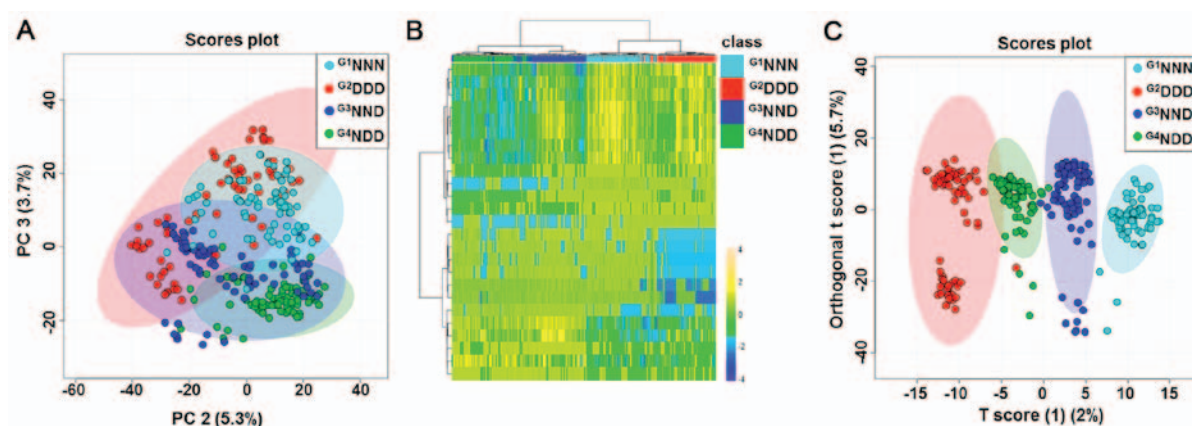 A
Scores plot
G1NNN
G2DDD
G3NND
G4NDD
40
20
0
-20
PC 3 (3.7%)
-60
-40
-20
0
20
40
PC 2 (5.3%)
B
class
G1NNN
G2DDD
G3NND
G4NDD
4
2
0
-2
-4
C
Scores plot
G1NNN
G2DDD
G3NND
G4NDD
40
20
0
-20
-40
Orthogonal t score (1) (5.7%)
-15
-10
-5
0
5
10
15
T score (1) (2%)